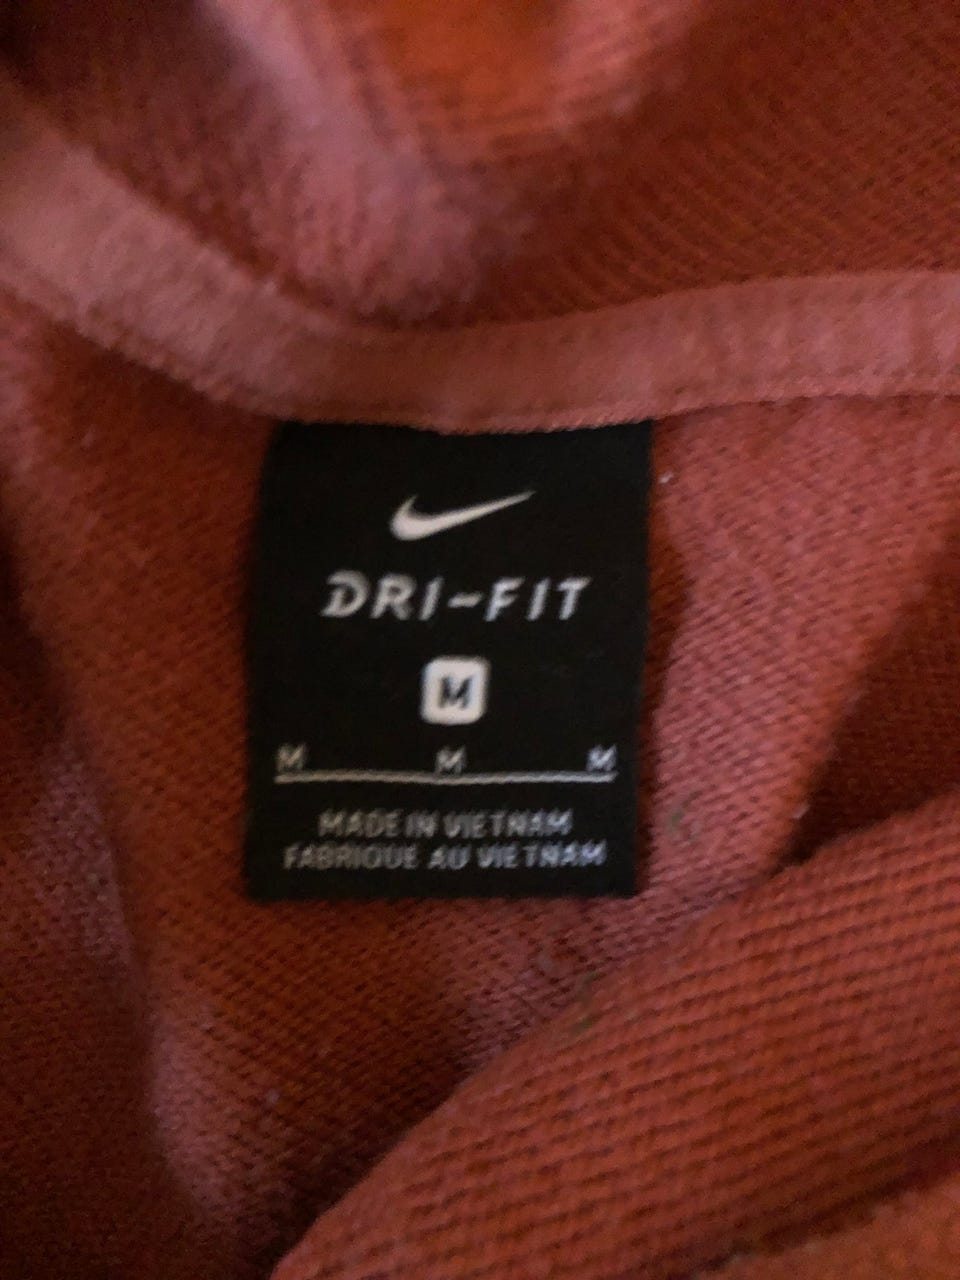 DRI-FIT
M
M M M
MADE IN VIETNAM
FABRIQUE AU VIETNAM